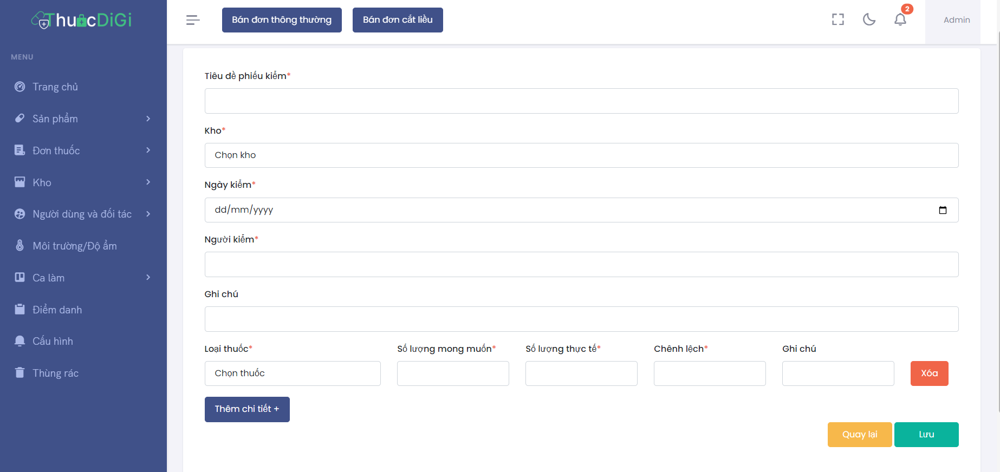 ThuốcDiGi
MENU
Trang chủ
Sản phẩm
Đơn thuốc
Kho
Người dùng và đối tác
Môi trường/Độ ẩm
Ca làm
Điểm danh
Cấu hình
Thùng rác
Bán đơn thông thường
Bán đơn cắt liều
2
Admin
Tiêu đề phiếu kiểm*
Kho*
Chọn kho
Ngày kiểm*
dd/mm/yyyy
Người kiểm*
Ghi chú
Loại thuốc* Số lượng mong muốn* Số lượng thực tế* Chênh lệch* Ghi chú
Chọn thuốc Xóa
Thêm chi tiết +
Quay lại Lưu